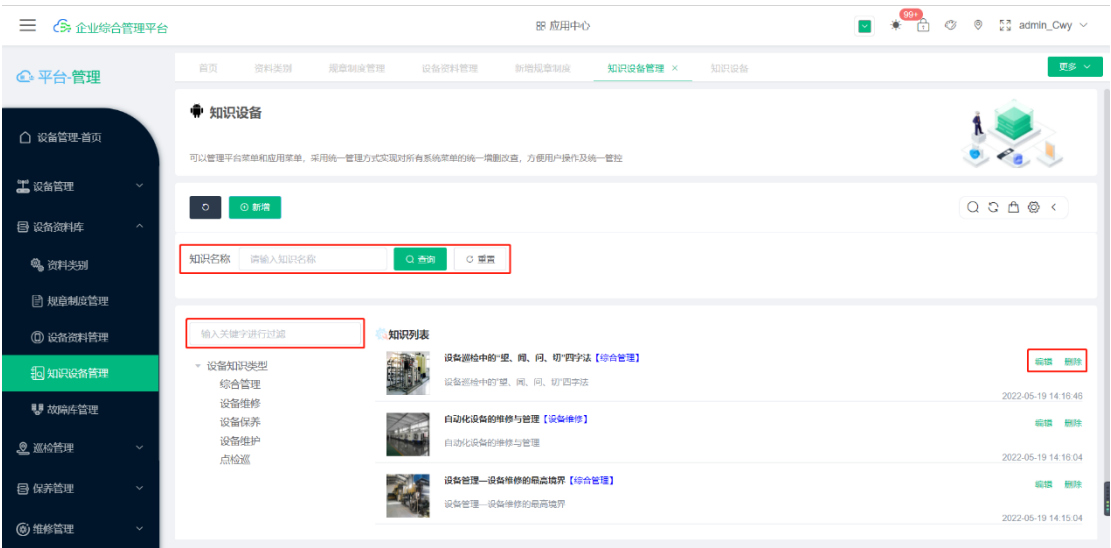 企业综合管理平台
应用中心
99+
admin_Cwy
平台-管理
首页 资料类别 规章制度管理 设备资料管理 新增规章制度 知识设备管理 × 知识设备
更多
知识设备
可以管理平台菜单和应用菜单，采用统一管理方式实现对所有系统菜单的统一增删改查，方便用户操作及统一管控
设备管理-首页
设备管理
设备资料库
资料类别
规章制度管理
设备资料管理
知识设备管理
故障库管理
巡检管理
保养管理
维修管理
新增
知识名称 请输入知识名称 查询 重置
输入关键字进行过滤
设备知识类型
综合管理
设备维修
设备保养
设备维护
点检巡
知识列表
设备巡检中的“望、闻、问、切”四字法【综合管理】
编辑 删除
设备巡检中的“望、闻、问、切”四字法
2022-05-19 14:16:46
自动化设备的维修与管理【设备维修】
编辑 删除
自动化设备的维修与管理
2022-05-19 14:16:04
设备管理—设备维修的最高境界【综合管理】
编辑 删除
设备管理—设备维修的最高境界
2022-05-19 14:15:04